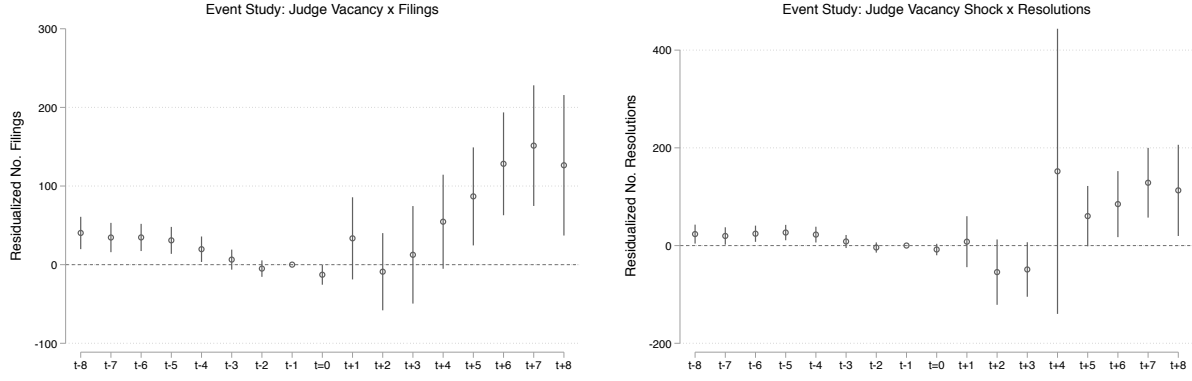 Event Study: Judge Vacancy x Filings
Residualized No. Filings
300
200
100
0
-100
t-8 t-7 t-6 t-5 t-4 t-3 t-2 t-1 t=0 t+1 t+2 t+3 t+4 t+5 t+6 t+7 t+8
Event Study: Judge Vacancy Shock x Resolutions
Residualized No. Resolutions
400
200
0
-200
t-8 t-7 t-6 t-5 t-4 t-3 t-2 t-1 t=0 t+1 t+2 t+3 t+4 t+5 t+6 t+7 t+8